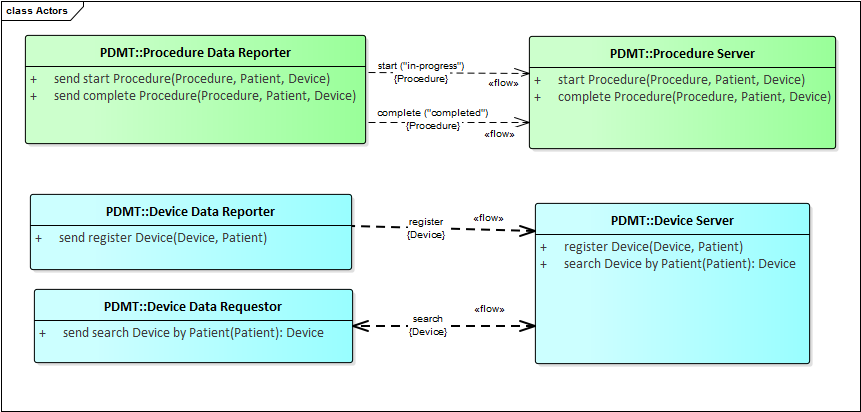 class Actors
PDMT::Procedure Data Reporter
+ send start Procedure(Procedure, Patient, Device)
+ send complete Procedure(Procedure, Patient, Device)
start ("in-progress")
{Procedure}
«flow»
complete ("completed")
{Procedure}
«flow»
PDMT::Procedure Server
+ start Procedure(Procedure, Patient, Device)
+ complete Procedure(Procedure, Patient, Device)
PDMT::Device Data Reporter
+ send register Device(Device, Patient)
register
{Device}
«flow»
PDMT::Device Server
+ register Device(Device, Patient)
+ search Device by Patient(Patient): Device
PDMT::Device Data Requestor
+ send search Device by Patient(Patient): Device
search
{Device}
«flow»